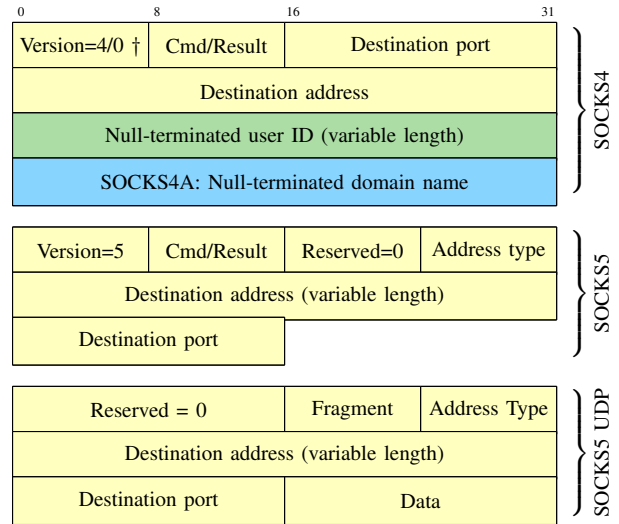 0 8 16 31
Version=4/0 † Cmd/Result Destination port
Destination address
Null-terminated user ID (variable length)
SOCKS4A: Null-terminated domain name
SOCKS4
Version=5 Cmd/Result Reserved=0 Address type
Destination address (variable length)
Destination port
SOCKS5
Reserved = 0 Fragment Address Type
Destination address (variable length)
Destination port Data
SOCKS5 UDP